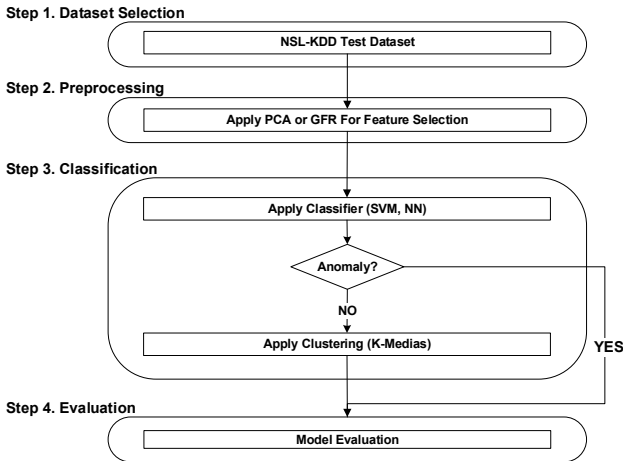 Step 1. Dataset Selection
NSL-KDD Test Dataset
Step 2. Preprocessing
Apply PCA or GFR For Feature Selection
Step 3. Classification
Apply Classifier (SVM, NN)
Anomaly?
NO
Apply Clustering (K-Medias)
YES
Step 4. Evaluation
Model Evaluation